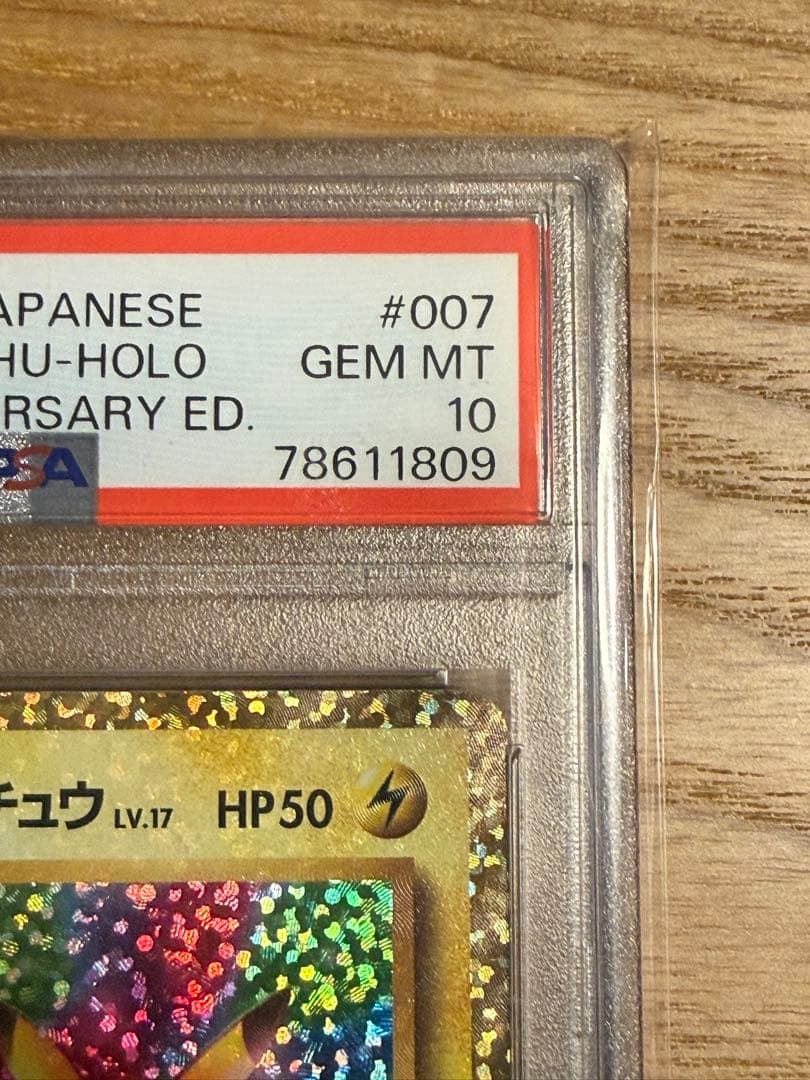 APANESE #007
HU-HOLO GEM MT
RSARY ED. 10
PSA 78611809
チュウ LV.17 HP50